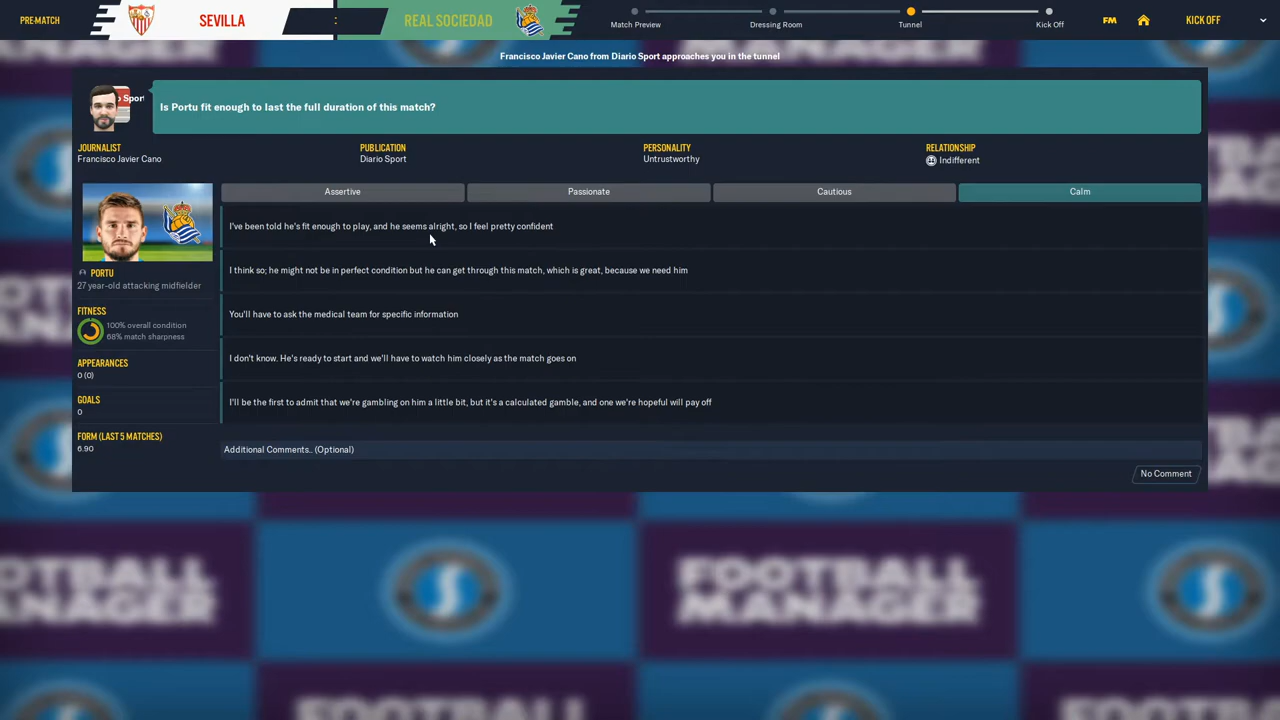 PRE-MATCH
SEVILLA
:
REAL SOCIEDAD
Match Preview
Dressing Room
Tunnel
Kick Off
FM
KICK OFF
Francisco Javier Cano from Diario Sport approaches you in the tunnel
Is Portu fit enough to last the full duration of this match?
JOURNALIST
Francisco Javier Cano
PUBLICATION
Diario Sport
PERSONALITY
Untrustworthy
RELATIONSHIP
Indifferent
Assertive
Passionate
Cautious
Calm
I've been told he's fit enough to play, and he seems alright, so I feel pretty confident
I think so; he might not be in perfect condition but he can get through this match, which is great, because we need him
You'll have to ask the medical team for specific information
I don't know. He's ready to start and we'll have to watch him closely as the match goes on
I'll be the first to admit that we're gambling on him a little bit, but it's a calculated gamble, and one we're hopeful will pay off
PORTU
27 year-old attacking midfielder
FITNESS
100% overall condition
68% match sharpness
APPEARANCES
0 (0)
GOALS
0
FORM (LAST 5 MATCHES)
6.90
Additional Comments.. (Optional)
No Comment
FOOTBALL
MANAGER
FOOTBALL
MANAGER